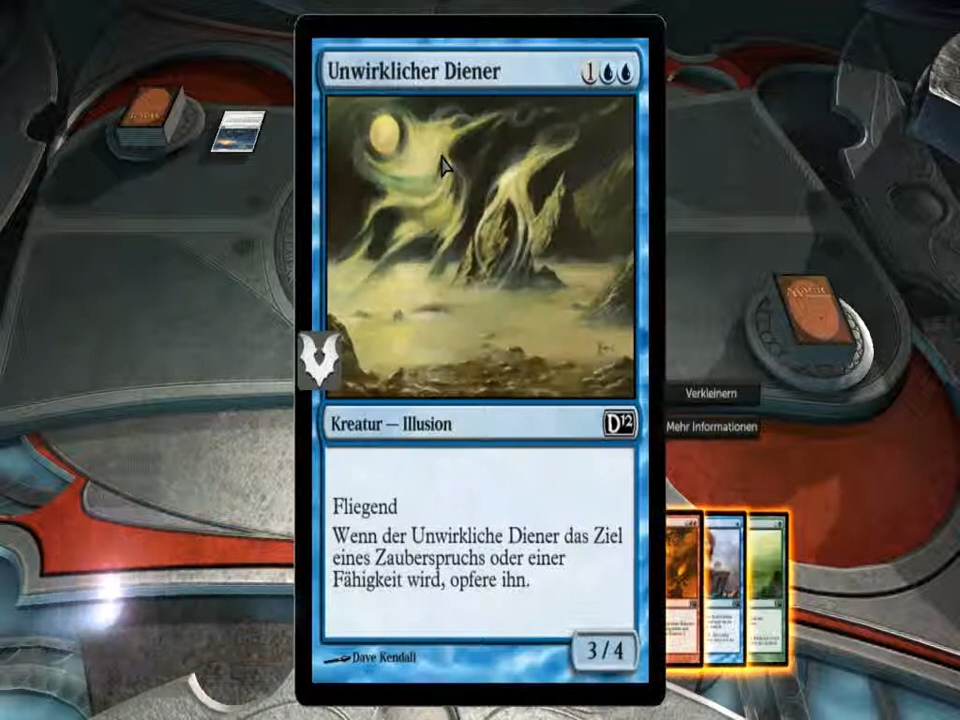 Unwirklicher Diener
1
Kreatur — Illusion
D12
Fliegend
Wenn der Unwirkliche Diener das Ziel
eines Zauberspruchs oder einer
Fähigkeit wird, opfere ihn.
3/4
Dave Kendall
Verkleinern
Mehr Informationen